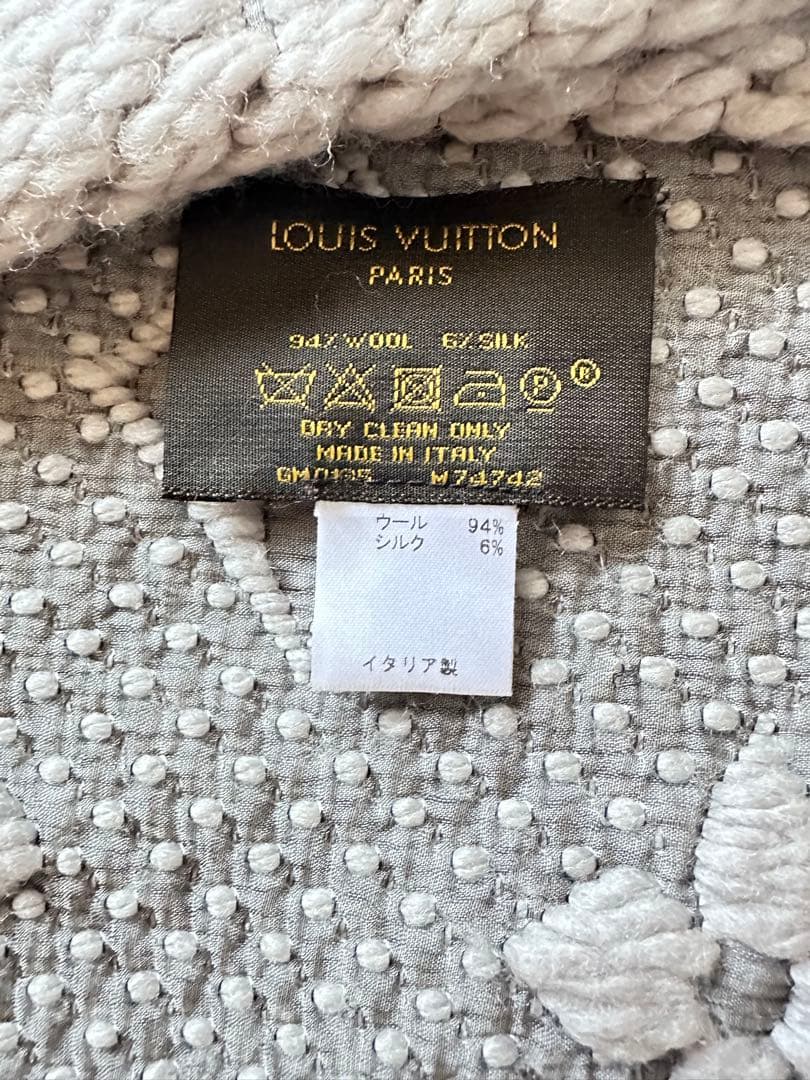 LOUIS VUITTON
PARIS
94% WOOL 6% SILK
P ®
DRY CLEAN ONLY
MADE IN ITALY
M74742
ウール 94%
シルク 6%
イタリア製